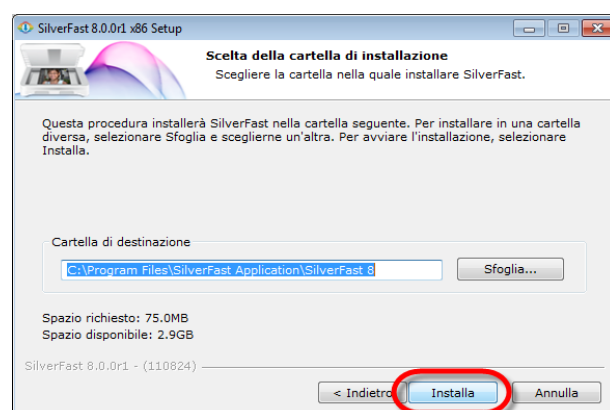 SilverFast 8.0.0r1 x86 Setup
Scelta della cartella di installazione
Scegliere la cartella nella quale installare SilverFast.
Questa procedura installerà SilverFast nella cartella seguente. Per installare in una cartella
diversa, selezionare Sfoglia e sceglierne un'altra. Per avviare l'installazione, selezionare
Installa.
Cartella di destinazione
C:\Program Files\SilverFast Application\SilverFast 8
Sfoglia...
Spazio richiesto: 75.0MB
Spazio disponibile: 2.9GB
SilverFast 8.0.0r1 - (110824)
< Indietro Installa Annulla